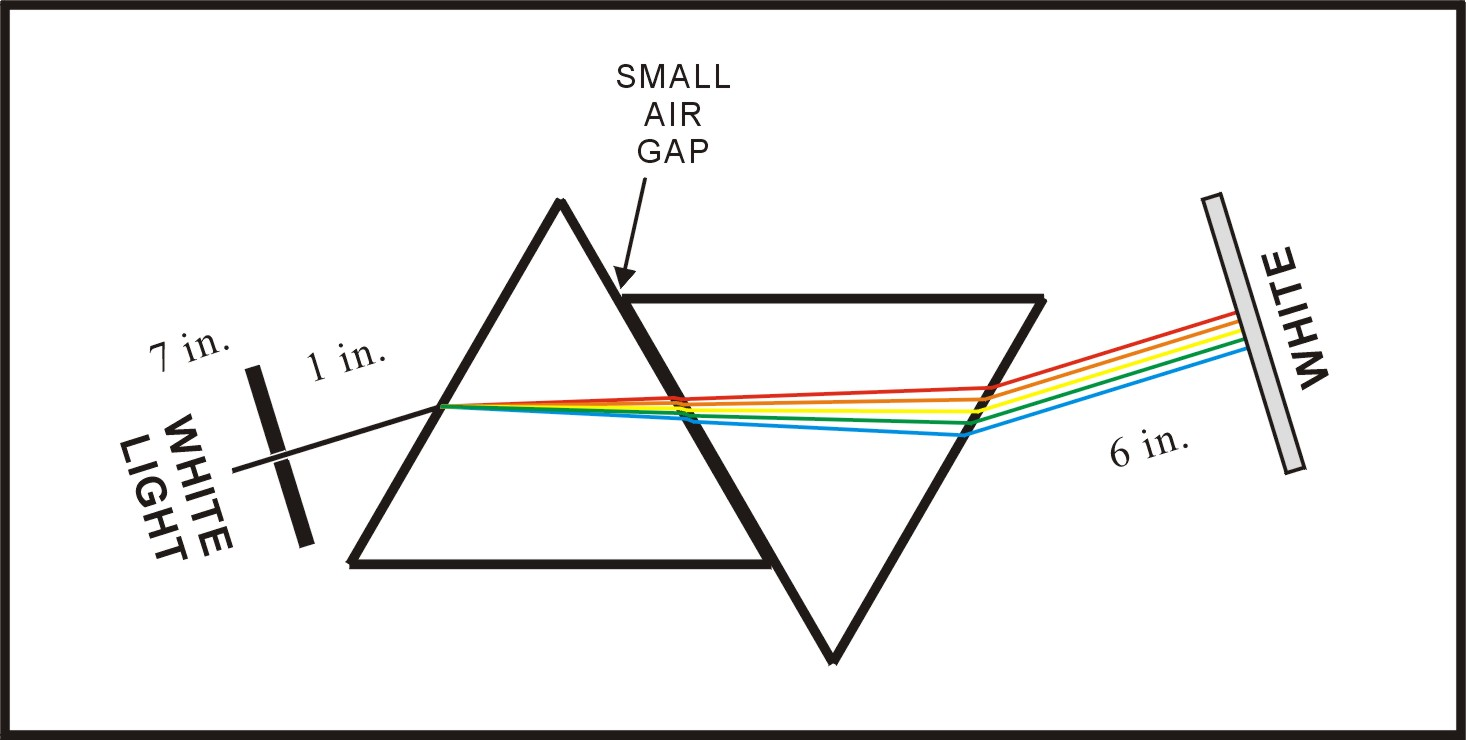 SMALL
AIR
GAP
7 in.
1 in.
WHITE
LIGHT
6 in.
WHITE